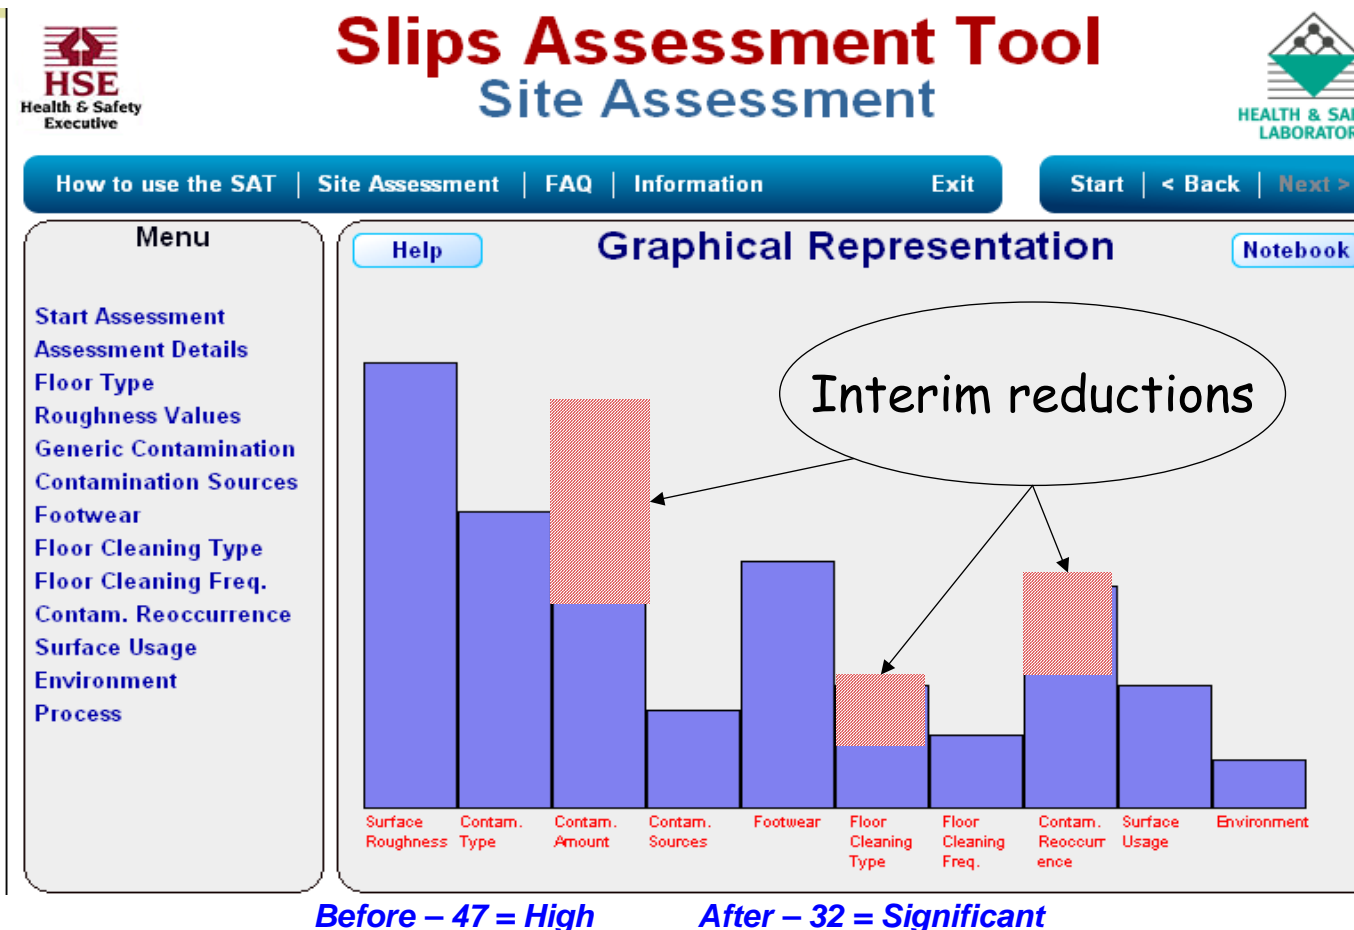 HSE
Health & Safety
Executive
Slips Assessment Tool
Site Assessment
HEALTH &
How to use the SAT | Site Assessment | FAQ | Information Exit
Start | < Back | Next >
Menu
Start Assessment
Assessment Details
Floor Type
Roughness Values
Generic Contamination
Contamination Sources
Footwear
Floor Cleaning Type
Floor Cleaning Freq.
Contam. Reoccurrence
Surface Usage
Environment
Process
Help
Graphical Representation
Notebook
Interim reductions
Surface
Roughness
Contam.
Type
Contam.
Amount
Contam.
Sources
Footwear
Floor
Cleaning
Type
Floor
Cleaning
Freq.
Contam.
Reoccurr
ence
Surface
Usage
Environment
Before – 47 = High After – 32 = Significant